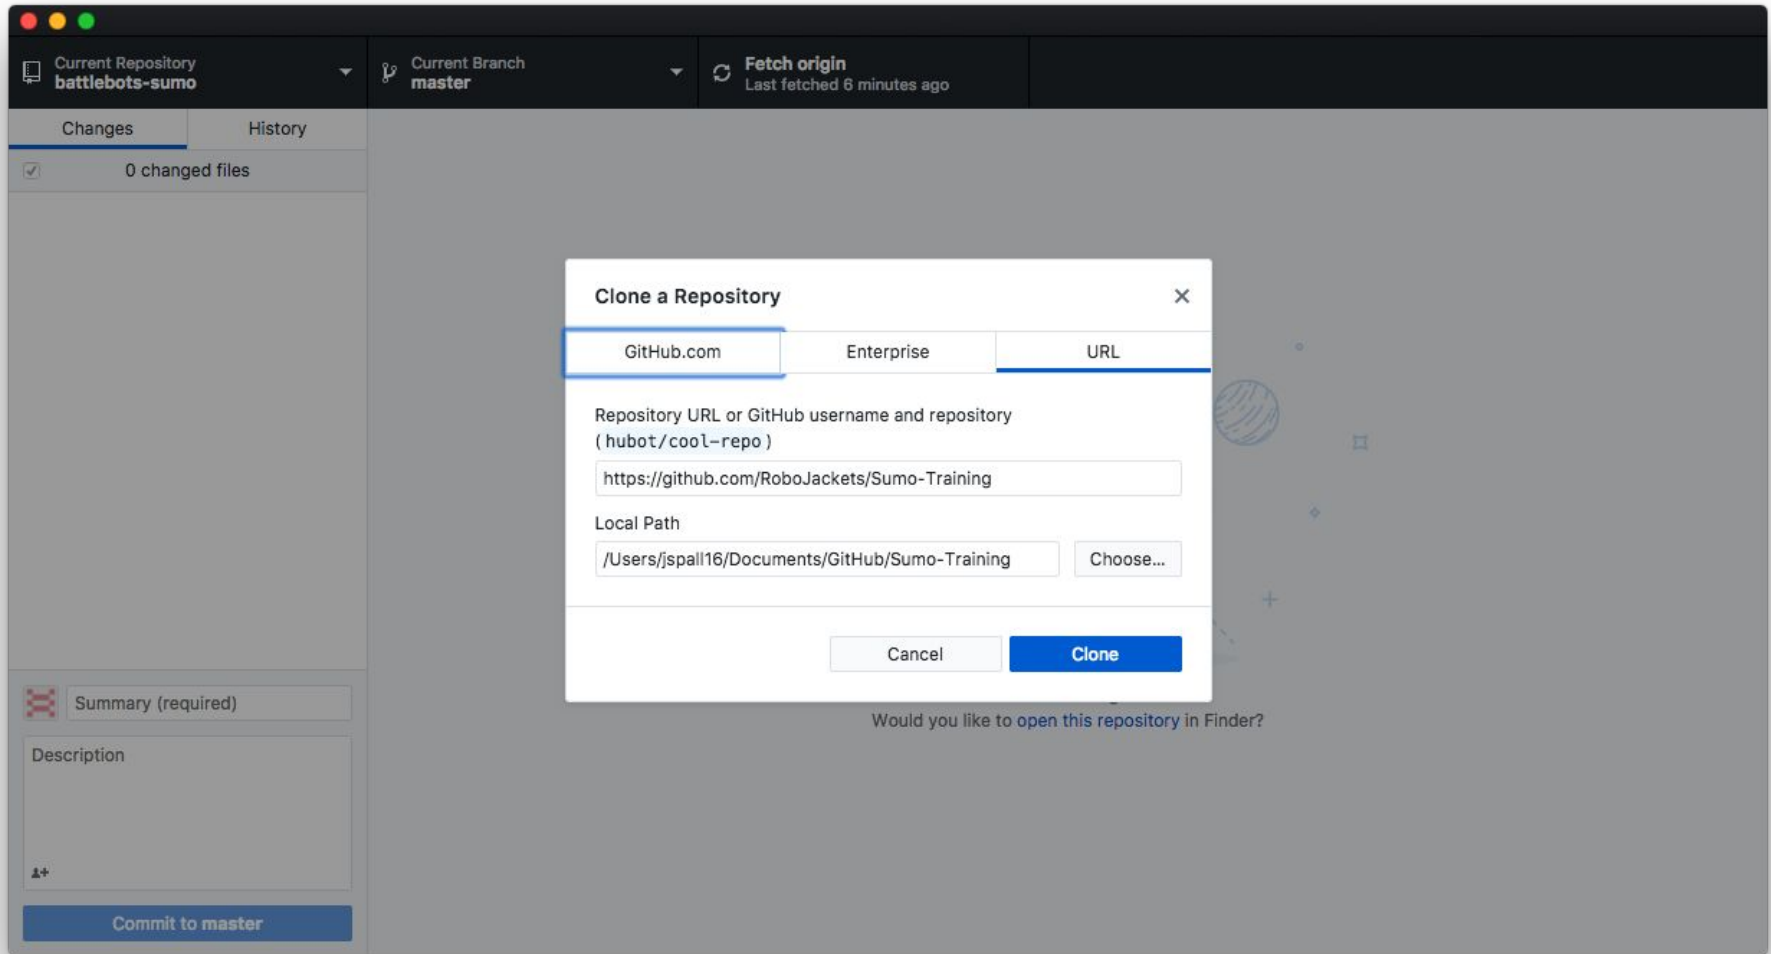 Current Repository
battlebots-sumo
Current Branch
master
Fetch origin
Last fetched 6 minutes ago
Changes
History
0 changed files
Clone a Repository
GitHub.com
Enterprise
URL
Repository URL or GitHub username and repository
(hubot/cool-repo)
https://github.com/RoboJackets/Sumo-Training
Local Path
/Users/jspall16/Documents/GitHub/Sumo-Training
Choose...
Cancel
Clone
Would you like to open this repository in Finder?
Summary (required)
Description
Commit to master